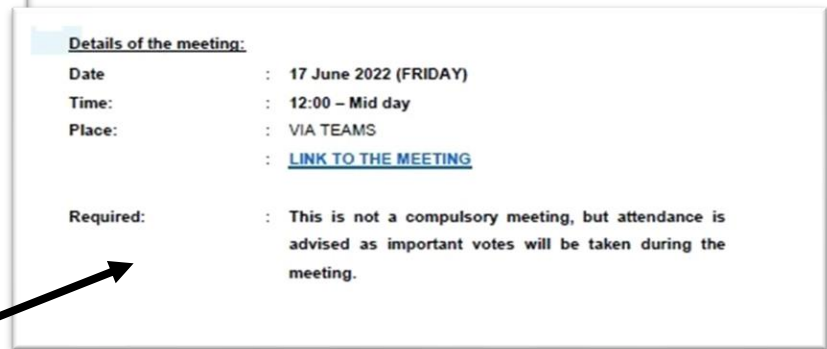 Details of the meeting:
Date : 17 June 2022 (FRIDAY)
Time: : 12:00 – Mid day
Place: : VIA TEAMS
: LINK TO THE MEETING
Required: : This is not a compulsory meeting, but attendance is
advised as important votes will be taken during the
meeting.